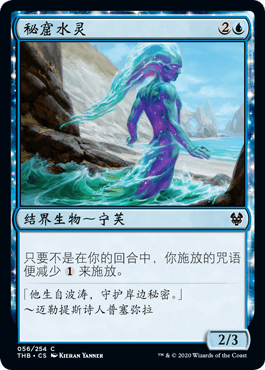 秘窟水灵 2
结界生物～宁芙
只要不是在你的回合中，你施放的咒语
便减少 1 来施放。
「他生自波涛，守护岸边秘密。」
～迈勒提斯诗人普塞弥拉
2/3
056/254 C
THB • CS KIERAN YANNER
™ & © 2020 Wizards of the Coast